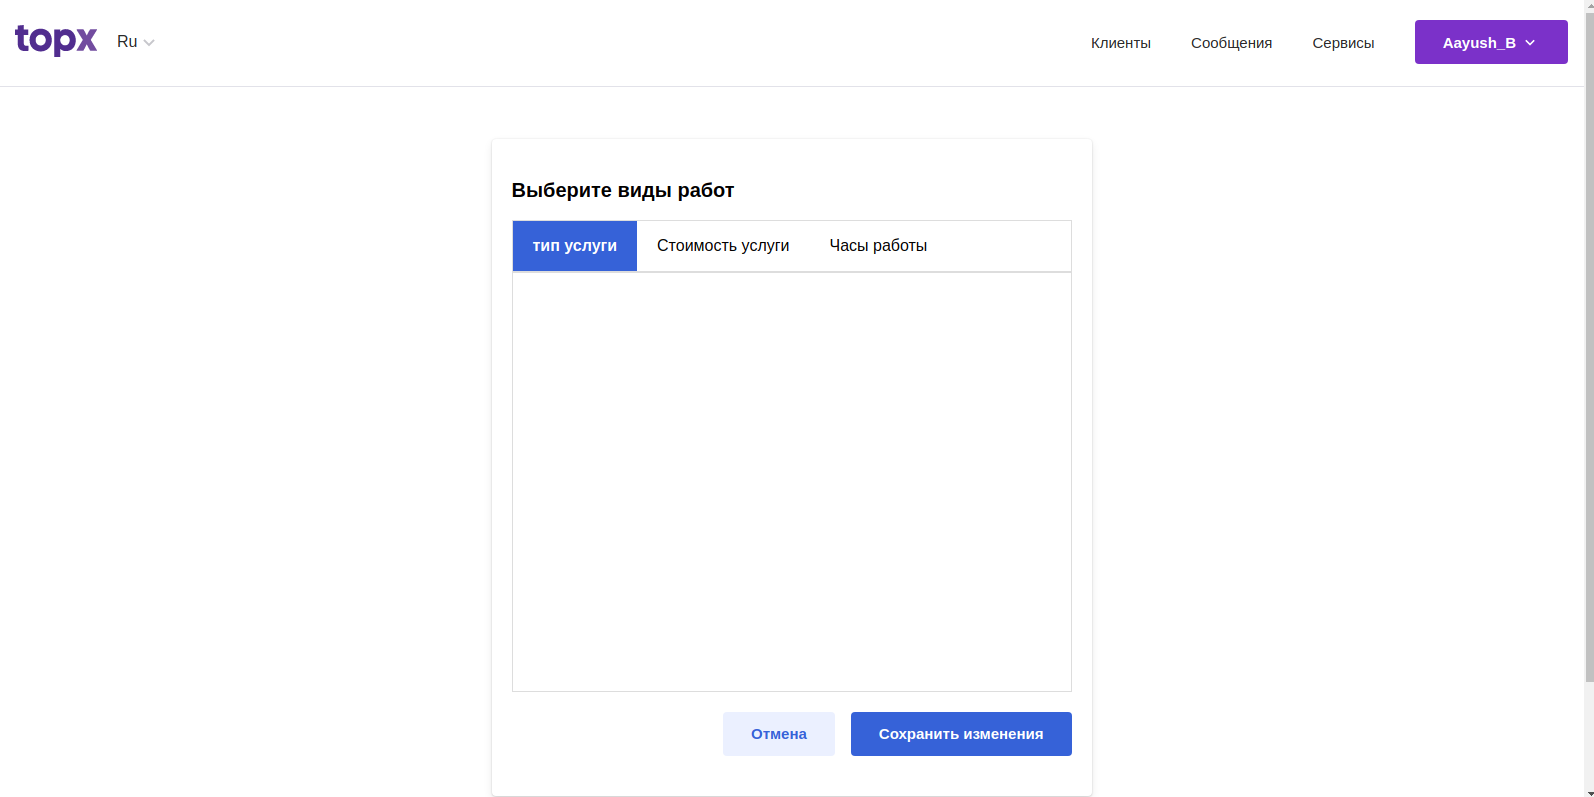 topx Ru Клиенты Сообщения Сервисы Aayush_B
Выберите виды работ
тип услуги Стоимость услуги Часы работы
Отмена Сохранить изменения